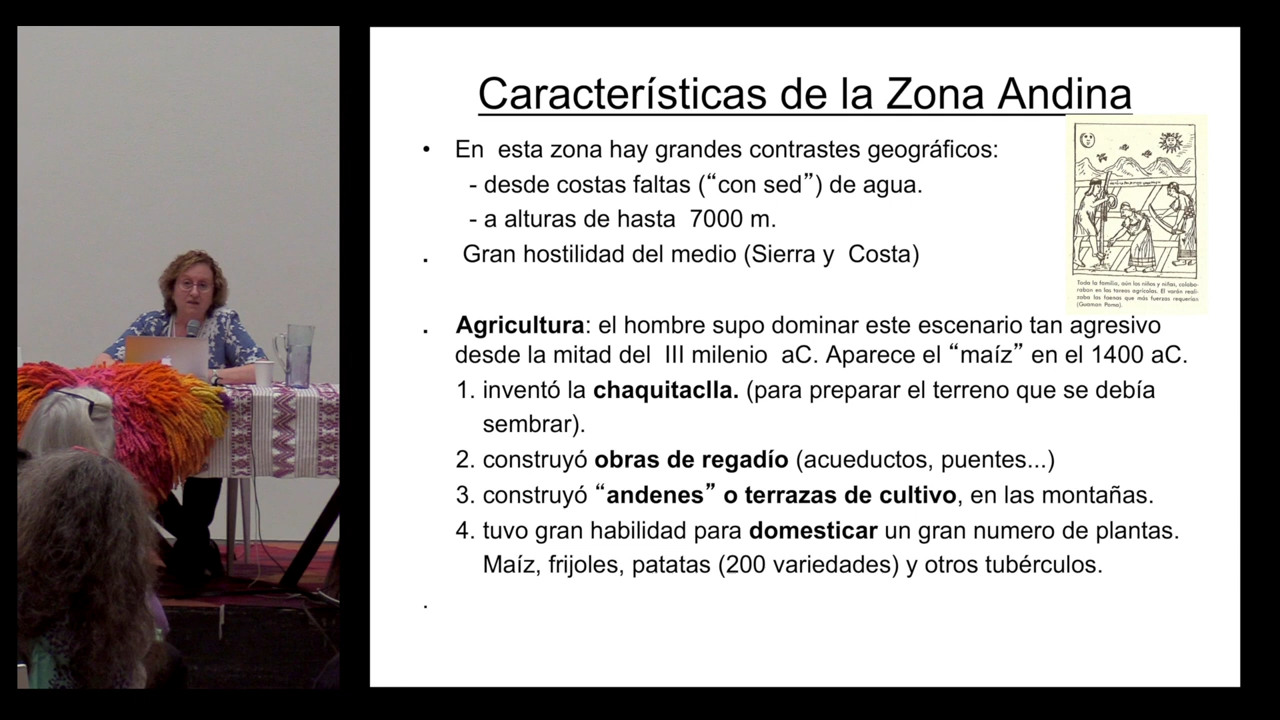 Características de la Zona Andina
• En esta zona hay grandes contrastes geográficos:
- desde costas faltas (“con sed”) de agua.
- a alturas de hasta 7000 m.
. Gran hostilidad del medio (Sierra y Costa)
Toda la familia, aún los niños y niñas, colabo-
raban en las tareas agrícolas. El varón reali-
zaba las faenas que más fuerzas requerían
(Guaman Poma).
. Agricultura: el hombre supo dominar este escenario tan agresivo
desde la mitad del III milenio aC. Aparece el “maíz” en el 1400 aC.
1. inventó la chaquitaclla. (para preparar el terreno que se debía
sembrar).
2. construyó obras de regadío (acueductos, puentes...)
3. construyó “andenes” o terrazas de cultivo, en las montañas.
4. tuvo gran habilidad para domesticar un gran numero de plantas.
Maíz, frijoles, patatas (200 variedades) y otros tubérculos.
.